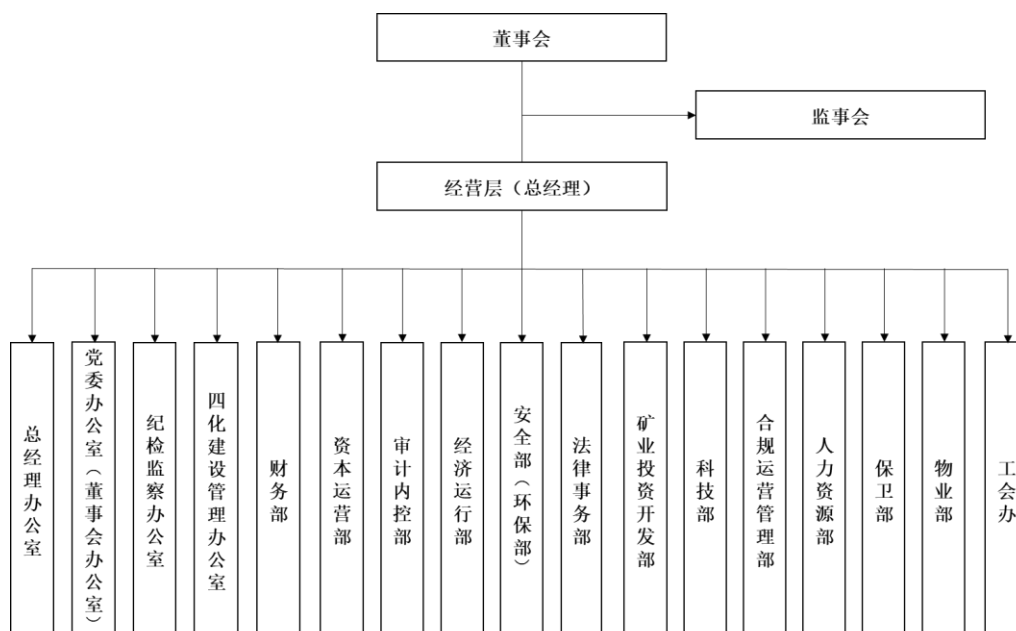 董事会
监事会
经营层（总经理）
总经理办公室
党委办公室（董事会办公室）
纪检监察办公室
四化建设管理办公室
财务部
资本运营部
审计内控部
经济运行部
安全部（环保部）
法律事务部
矿业投资开发部
科技部
合规运营管理部
人力资源部
保卫部
物业部
工会办